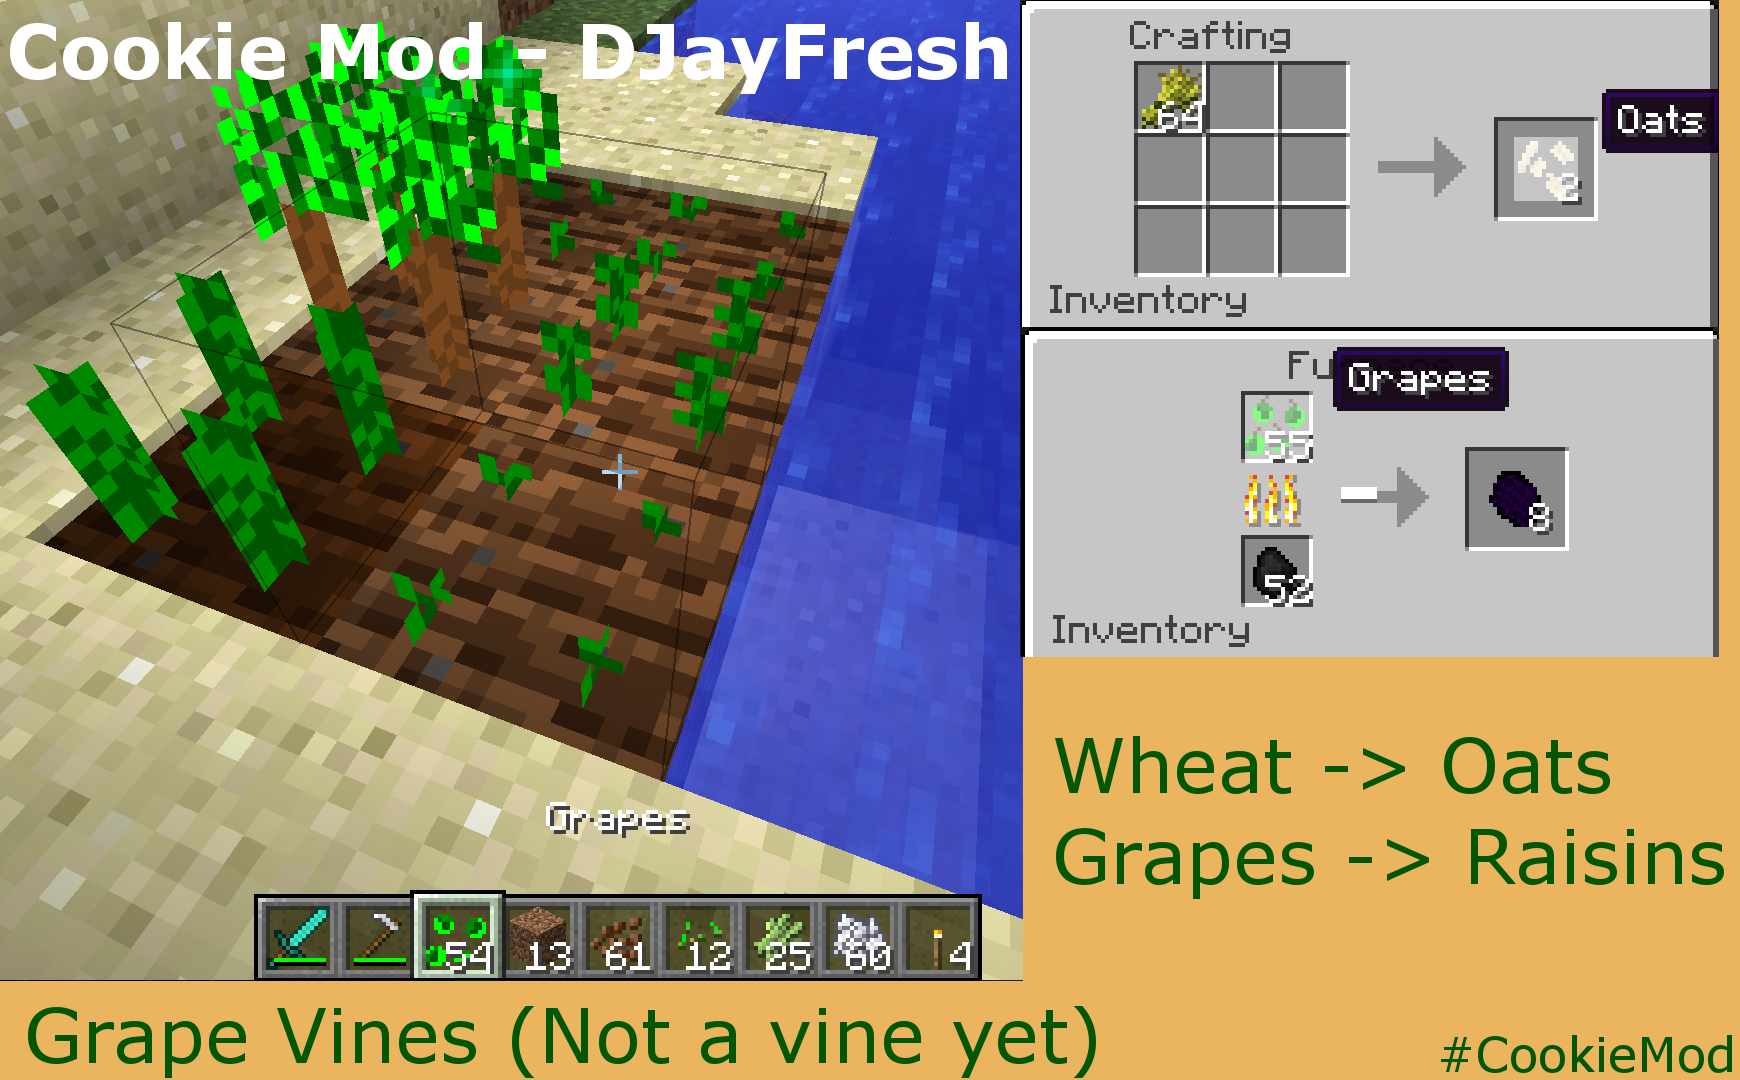 Cookie Mod - DJayFresh
Crafting
64
Oats
2
Inventory
Fu
Grapes
55
8
52
Inventory
Wheat -> Oats
Grapes -> Raisins
Grapes
54 13 61 12 25 60 4
Grape Vines (Not a vine yet)
#CookieMod